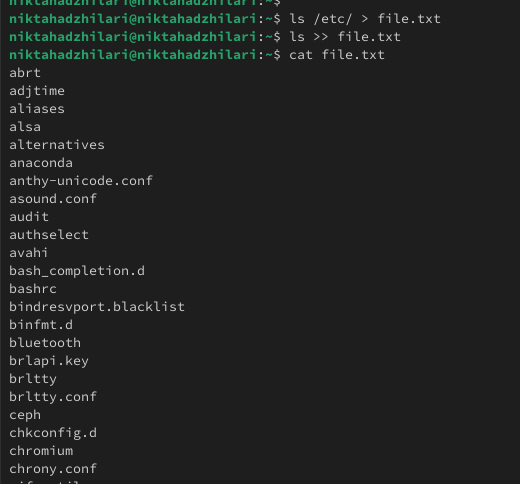 niktahadzhilari@niktahadzhilari:~$
niktahadzhilari@niktahadzhilari:~$ ls /etc/ > file.txt
niktahadzhilari@niktahadzhilari:~$ ls >> file.txt
niktahadzhilari@niktahadzhilari:~$ cat file.txt
abrt
adjtime
aliases
alsa
alternatives
anaconda
anthy-unicode.conf
asound.conf
audit
authselect
avahi
bash_completion.d
bashrc
bindresvport.blacklist
binfmt.d
bluetooth
brlapi.key
brltty
brltty.conf
ceph
chkconfig.d
chromium
chrony.conf